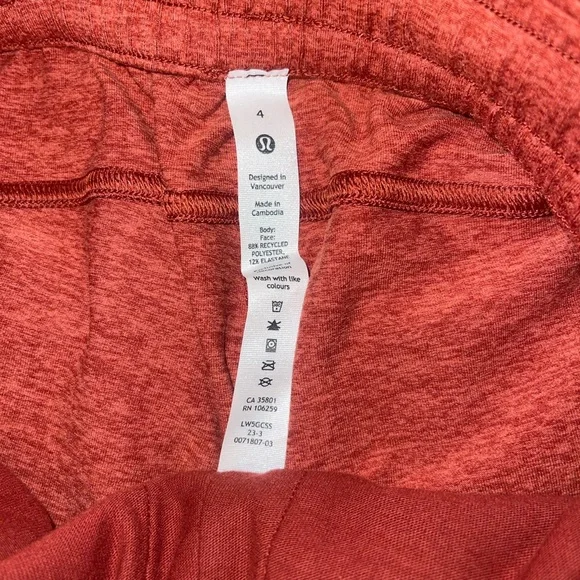 4
Designed in
Vancouver
Made in
Cambodia
Body:
Face:
88% RECYCLED
POLYESTER,
12% ELASTANE
Wash with like
colours
CA 35801
RN 106259
LW5GCSS
23-3
0071807-03